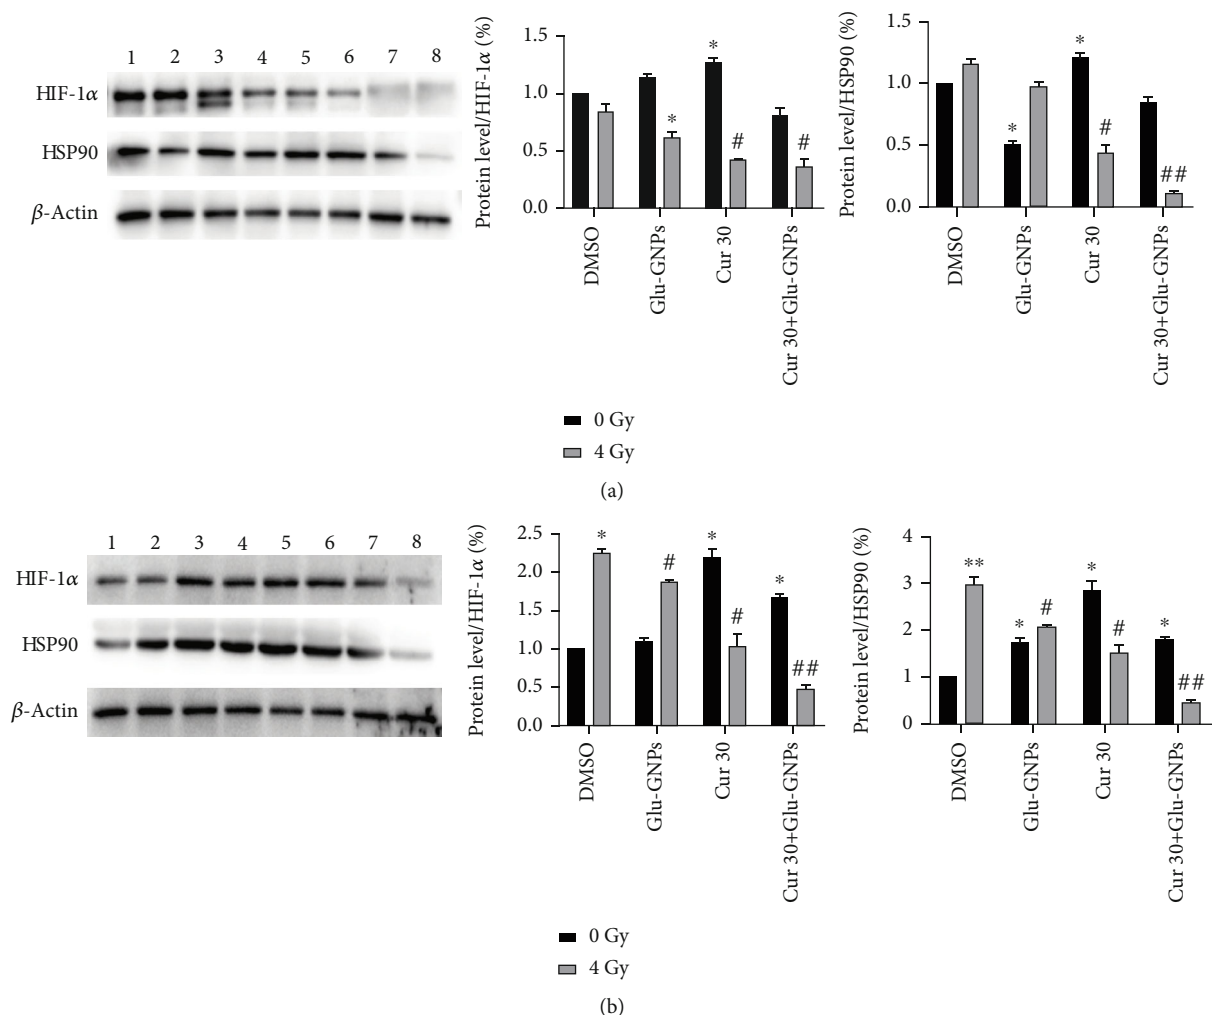 1 2 3 4 5 6 7 8
HIF-1α
HSP90
β-Actin
Protein level/HIF-1α (%)
1.5
1.0
0.5
0.0
* * # #
DMSO
Glu-GNPs
Cur 30
Cur 30+Glu-GNPs
Protein level/HSP90 (%)
1.5
1.0
0.5
0.0
* * # ##
DMSO
Glu-GNPs
Cur 30
Cur 30+Glu-GNPs
0 Gy
4 Gy
(a)
1 2 3 4 5 6 7 8
HIF-1α
HSP90
β-Actin
Protein level/HIF-1α (%)
2.5
2.0
1.5
1.0
0.5
0.0
* # * # * ##
DMSO
Glu-GNPs
Cur 30
Cur 30+Glu-GNPs
Protein level/HSP90 (%)
4
3
2
1
0
** * # * # * ##
DMSO
Glu-GNPs
Cur 30
Cur 30+Glu-GNPs
0 Gy
4 Gy
(b)